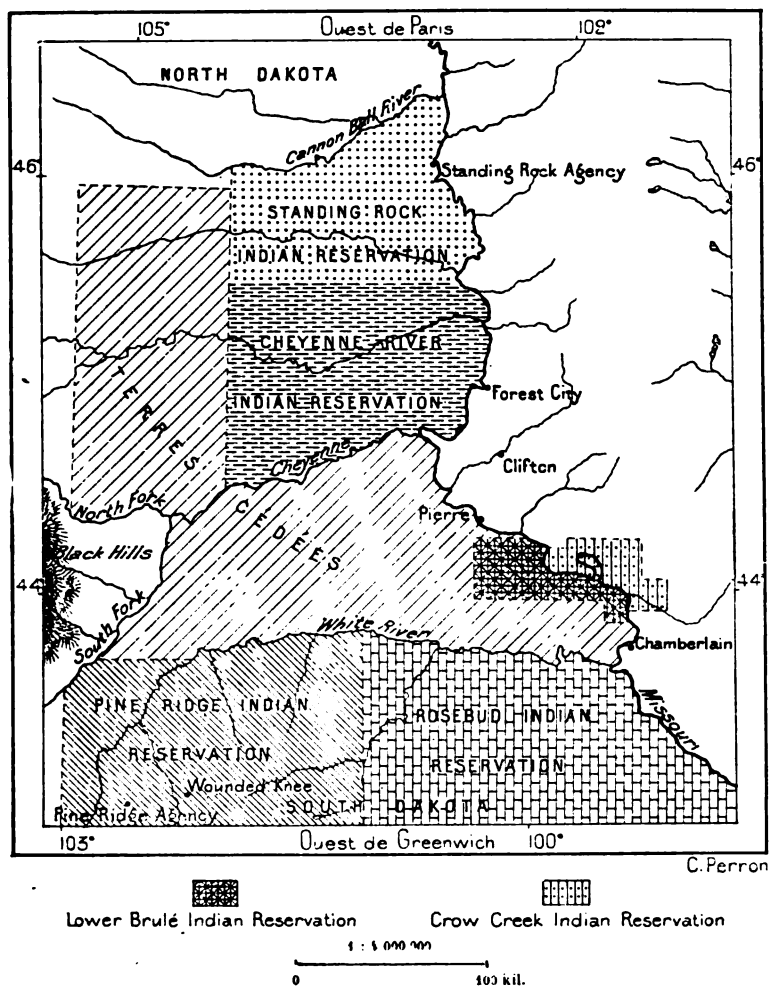 105° Ouest de Paris 102°
NORTH DAKOTA
Cannon Ball River
46° 46°
Standing Rock Agency
STANDING ROCK
INDIAN RESERVATION
CHEYENNE RIVER
INDIAN RESERVATION
Forest City
TERRES
Cheyenne
Clifton
North Fork
CÉDÉES
Pierre
Black Hills
44° 44°
South Fork
White River
Chamberlain
Missouri
PINE RIDGE INDIAN
RESERVATION
ROSEBUD INDIAN
RESERVATION
Wounded Knee
SOUTH DAKOTA
Pine Ridge Agency
103° Ouest de Greenwich 100°
C. Perron
Lower Brulé Indian Reservation Crow Creek Indian Reservation
0 100 kil.